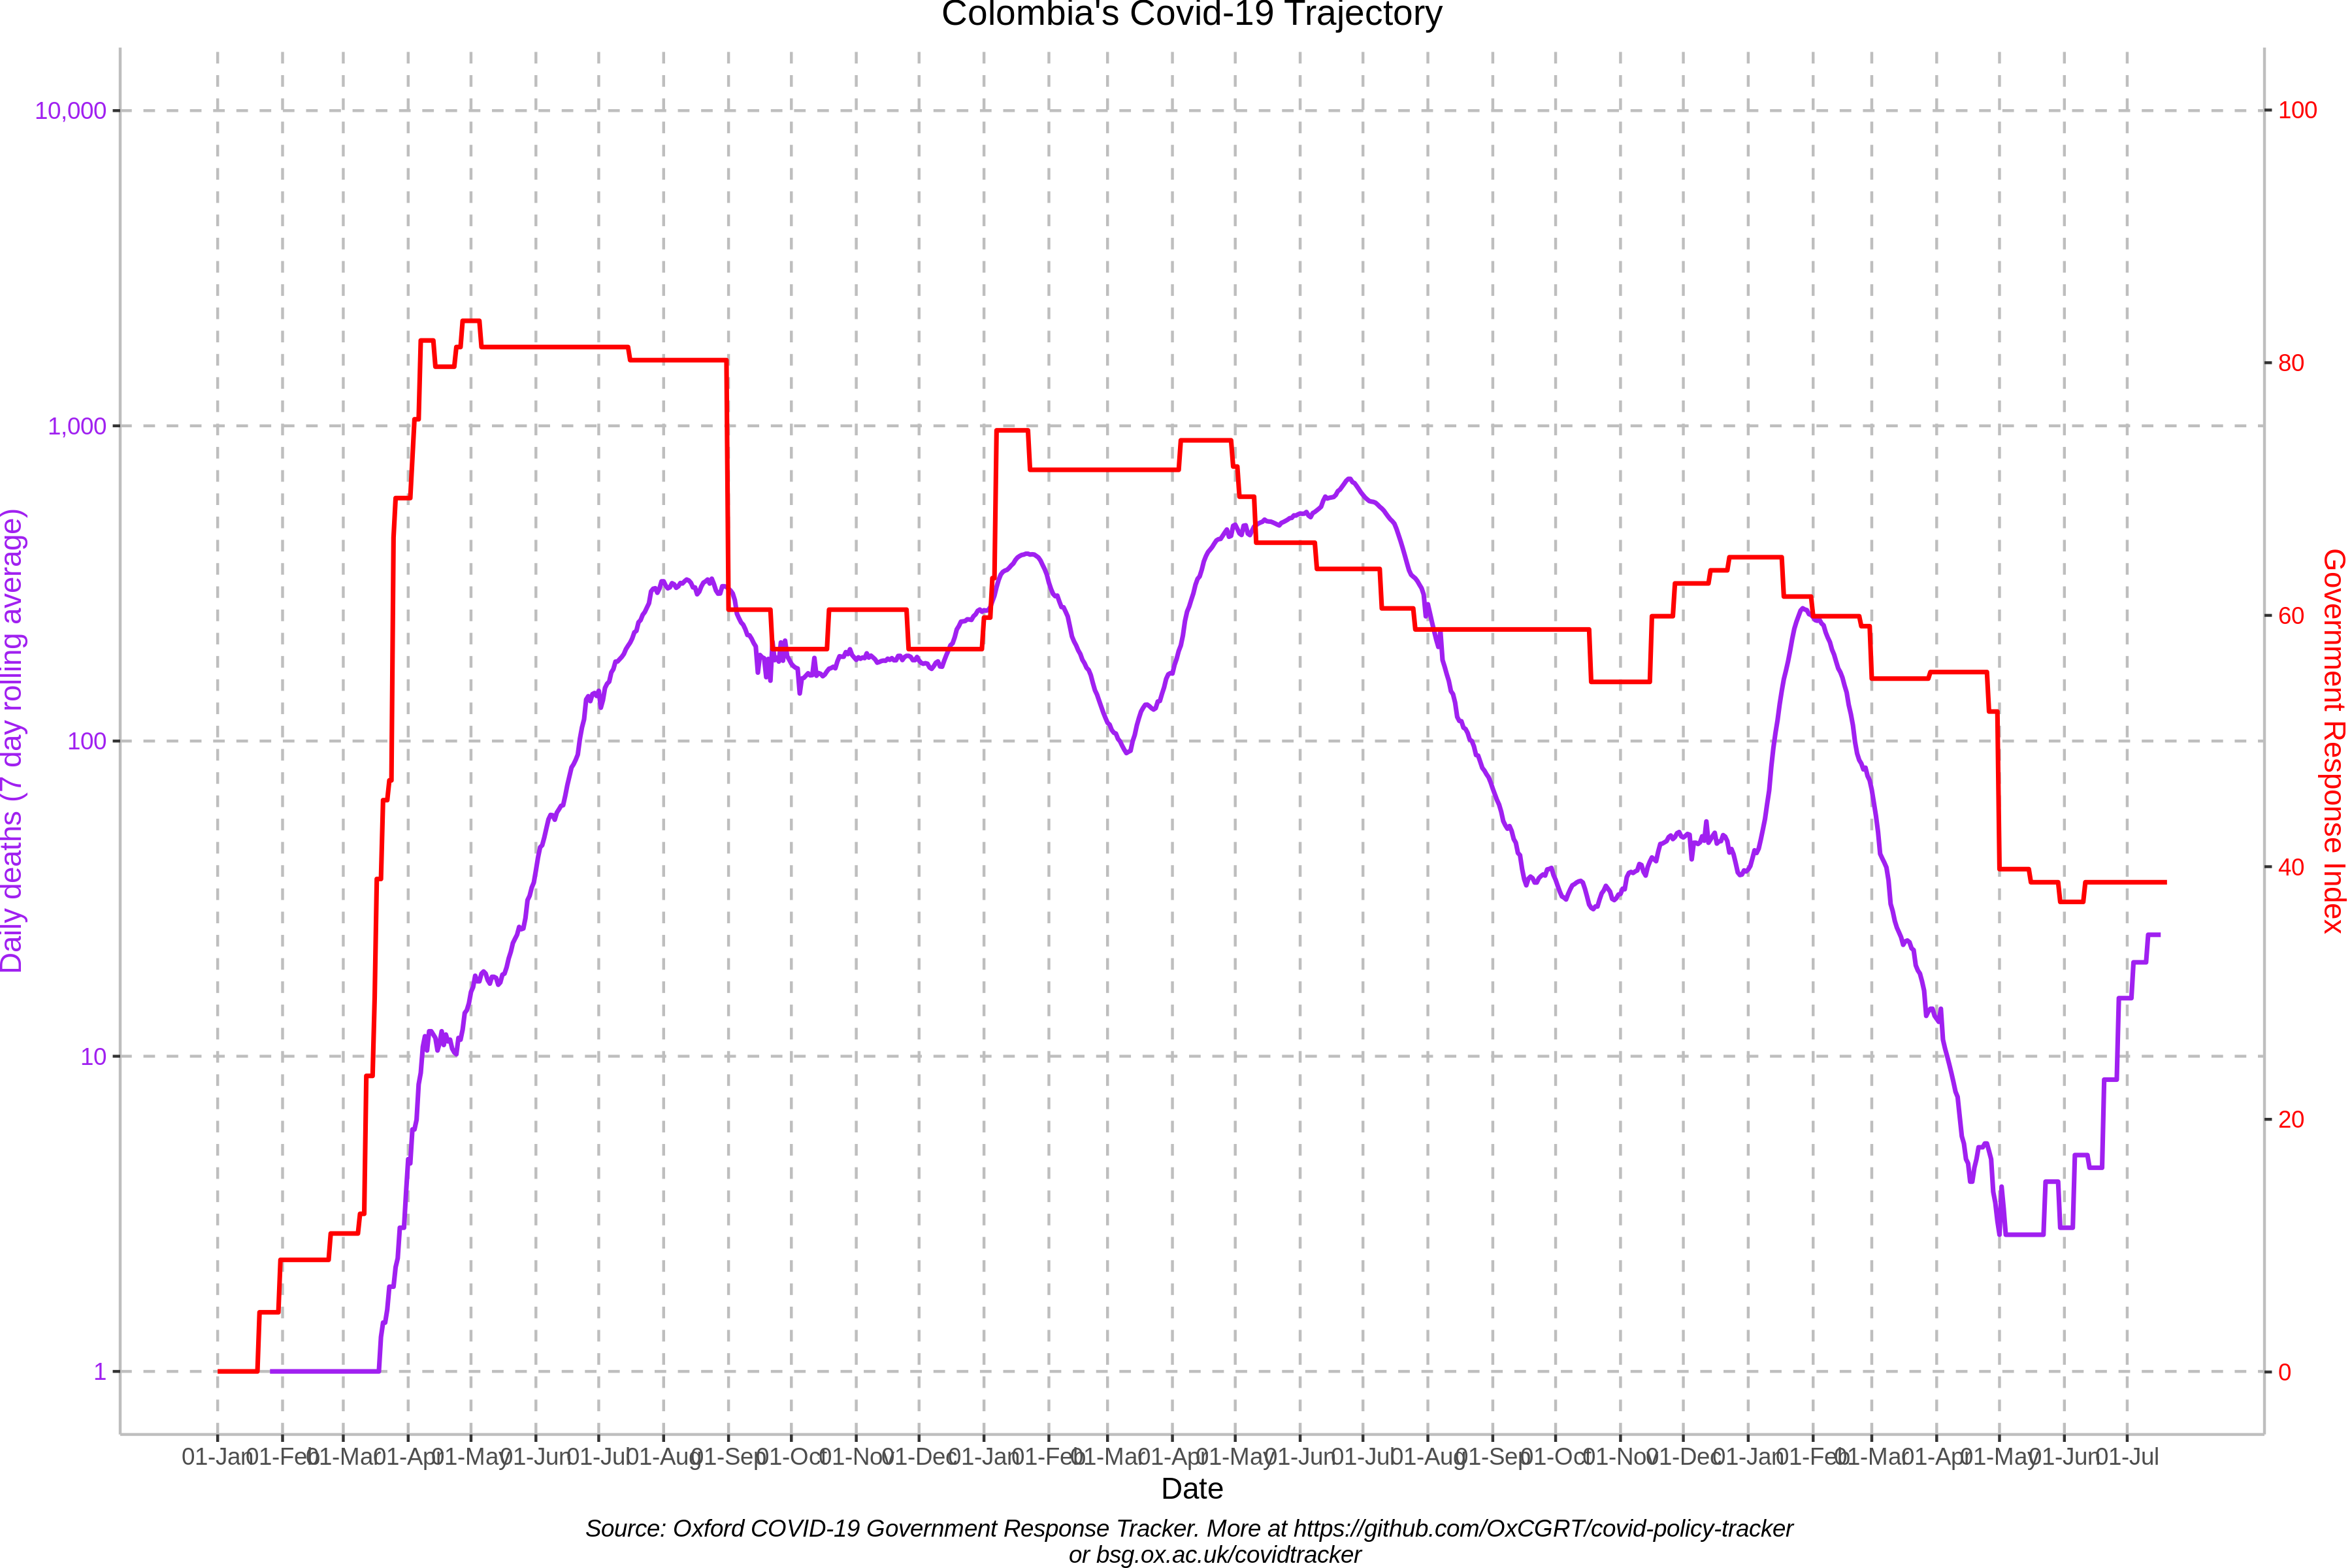 Colombia's Covid-19 Trajectory
10,000
1,000
100
10
1
Daily deaths (7 day rolling average)
100
80
60
40
20
0
Government Response Index
01-Jan 01-Feb 01-Mar 01-Apr 01-May 01-Jun 01-Jul 01-Aug 01-Sep 01-Oct 01-Nov 01-Dec 01-Jan 01-Feb 01-Mar 01-Apr 01-May 01-Jun 01-Jul 01-Aug 01-Sep 01-Oct 01-Nov 01-Dec 01-Jan 01-Feb 01-Mar 01-Apr 01-May 01-Jun 01-Jul
Date
Source: Oxford COVID-19 Government Response Tracker. More at https://github.com/OxCGRT/covid-policy-tracker
or bsg.ox.ac.uk/covidtracker